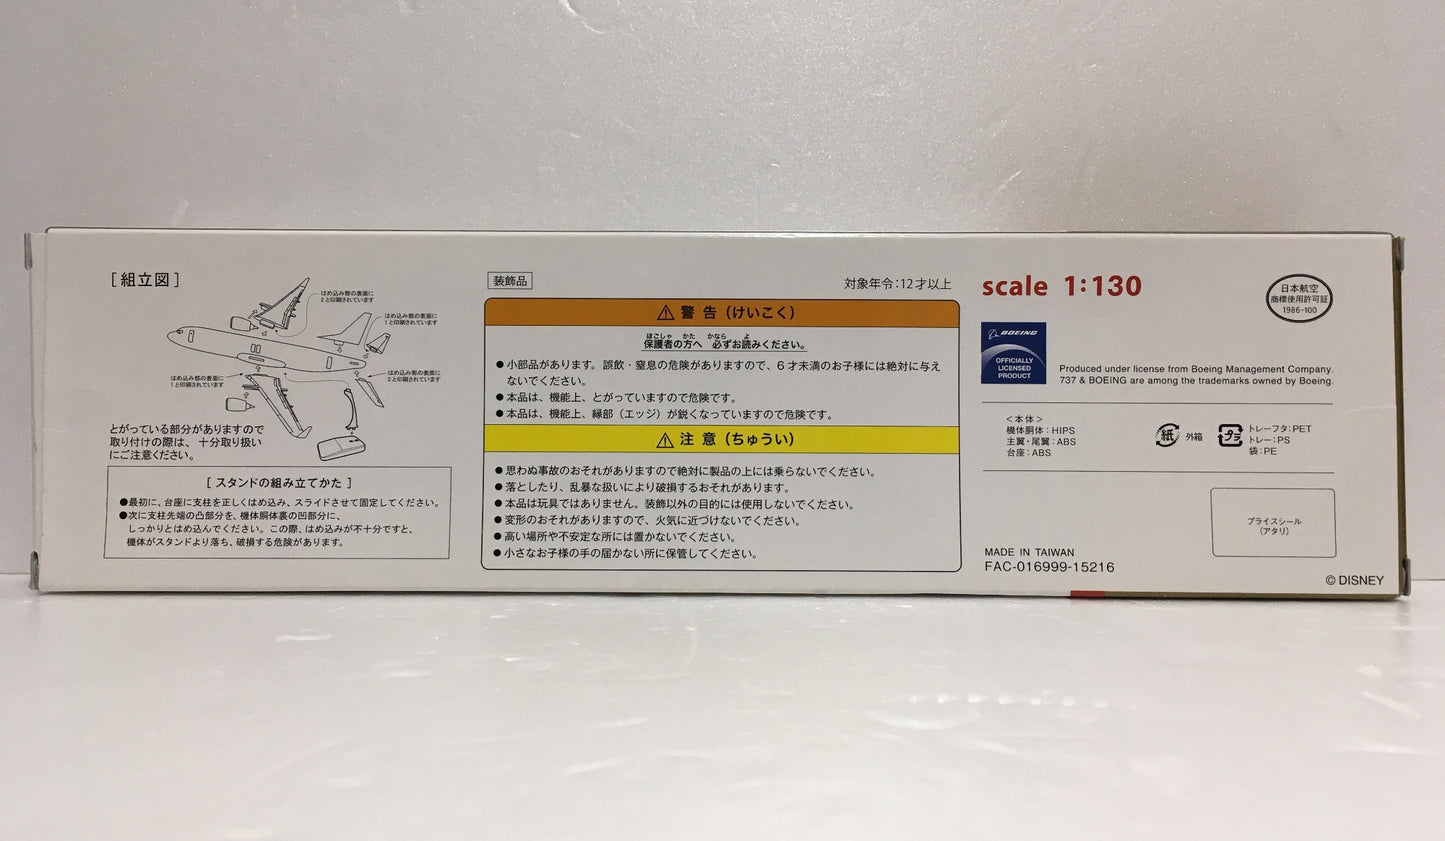 ［組立図］
はめ込み部の表面に
2と印刷されています
はめ込み部の表面に
1と印刷されています
はめ込み部の表面に
1と印刷されています
はめ込み部の表面に
2と印刷されています
とがっている部分がありますので
取り付けの際は、十分取り扱い
にご注意ください。
［スタンドの組み立てかた］
●最初に、台座に支柱を正しくはめ込み、スライドさせて固定してください。
●次に支柱先端の凸部分を、機体胴体裏の凹部分に、
しっかりとはめ込んでください。この際、はめ込みが不十分ですと、
機体がスタンドより落ち、破損する危険があります。
装飾品
対象年令：12才以上
⚠ 警 告（けいこく）
ほごしゃ かた かなら よ
保護者の方へ 必ずお読みください。
●小部品があります。誤飲・窒息の危険がありますので、6才未満のお子様には絶対に与え
ないでください。
●本品は、機能上、とがっていますので危険です。
●本品は、機能上、縁部（エッジ）が鋭くなっていますので危険です。
⚠ 注 意（ちゅうい）
●思わぬ事故のおそれがありますので絶対に製品の上には乗らないでください。
●落としたり、乱暴な扱いにより破損するおそれがあります。
●本品は玩具ではありません。装飾以外の目的には使用しないでください。
●変形のおそれがありますので、火気に近づけないでください。
●高い場所や不安定な所には置かないでください。
●小さなお子様の手の届かない所に保管してください。
scale 1:130
日本航空
商標使用許可証
1986-100
BOEING
OFFICIALLY
LICENSED
PRODUCT
Produced under license from Boeing Management Company.
737 & BOEING are among the trademarks owned by Boeing.
＜本体＞
機体胴体：HIPS
主翼・尾翼：ABS
台座：ABS
紙
外箱
プラ
トレーフタ：PET
トレー：PS
袋：PE
プライスシール
（アタリ）
MADE IN TAIWAN
FAC-016999-15216
© DISNEY